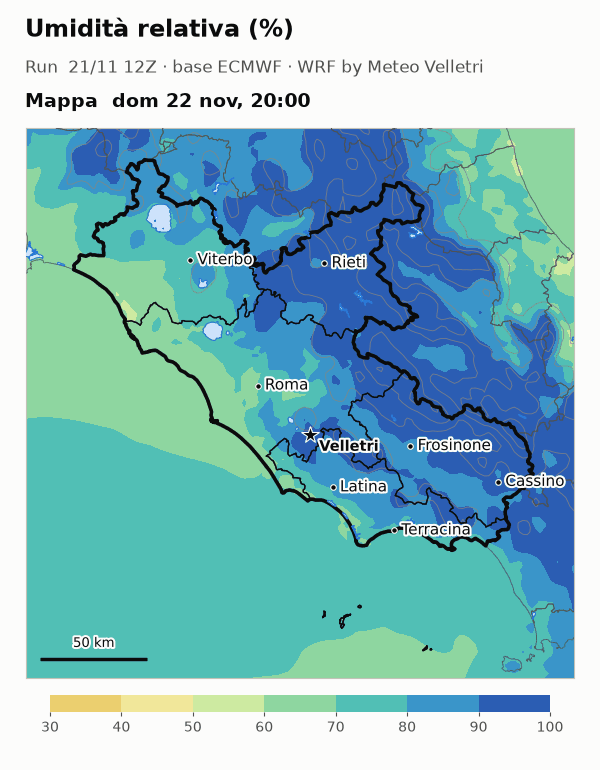 Umidità relativa (%)
Run  21/11 12Z · base ECMWF · WRF by Meteo Velletri
Mappa  dom 22 nov, 20:00
Viterbo
Rieti
Roma
Velletri
Frosinone
Cassino
Latina
Terracina
50 km
30 40 50 60 70 80 90 100